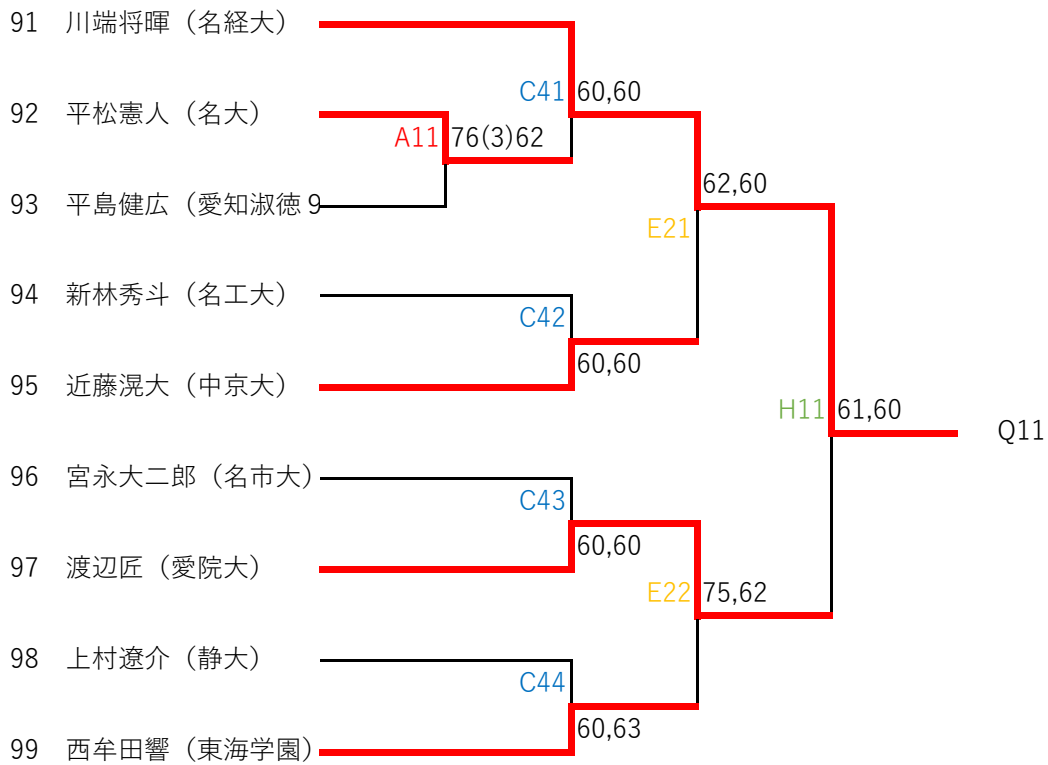 91 川端将暉（名経大）
C41 60,60
92 平松憲人（名大）
A11 76(3)62
62,60
93 平島健広（愛知淑徳９
E21
94 新林秀斗（名工大）
C42
60,60
95 近藤滉大（中京大）
H11 61,60
Q11
96 宮永大二郎（名市大）
C43
60,60
97 渡辺匠（愛院大）
E22 75,62
98 上村遼介（静大）
C44
60,63
99 西牟田響（東海学園）